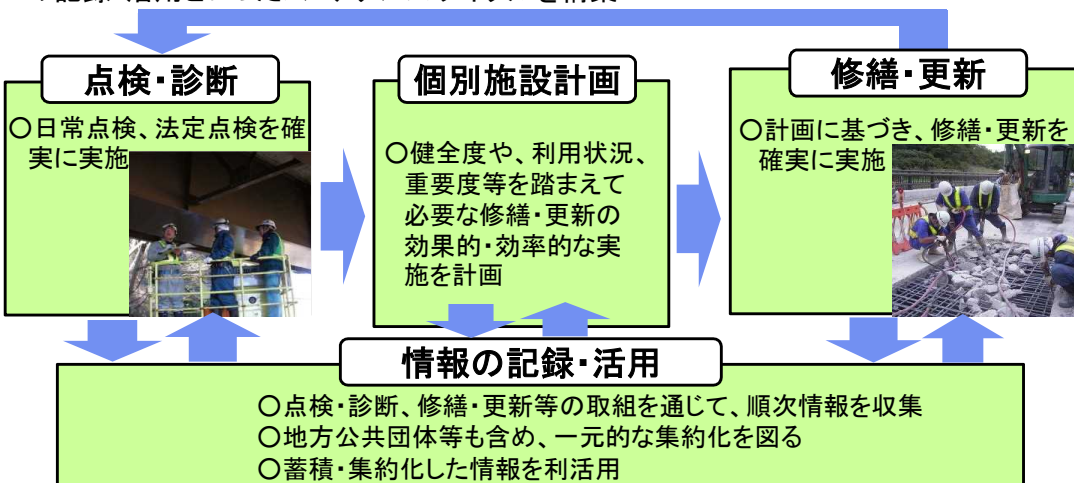 点検・診断
○日常点検、法定点検を確
実に実施
個別施設計画
○健全度や、利用状況、
重要度等を踏まえて
必要な修繕・更新の
効果的・効率的な実
施を計画
修繕・更新
○計画に基づき、修繕・更新を
確実に実施
情報の記録・活用
○点検・診断、修繕・更新等の取組を通じて、順次情報を収集
○地方公共団体等も含め、一元的な集約化を図る
○蓄積・集約化した情報を利活用